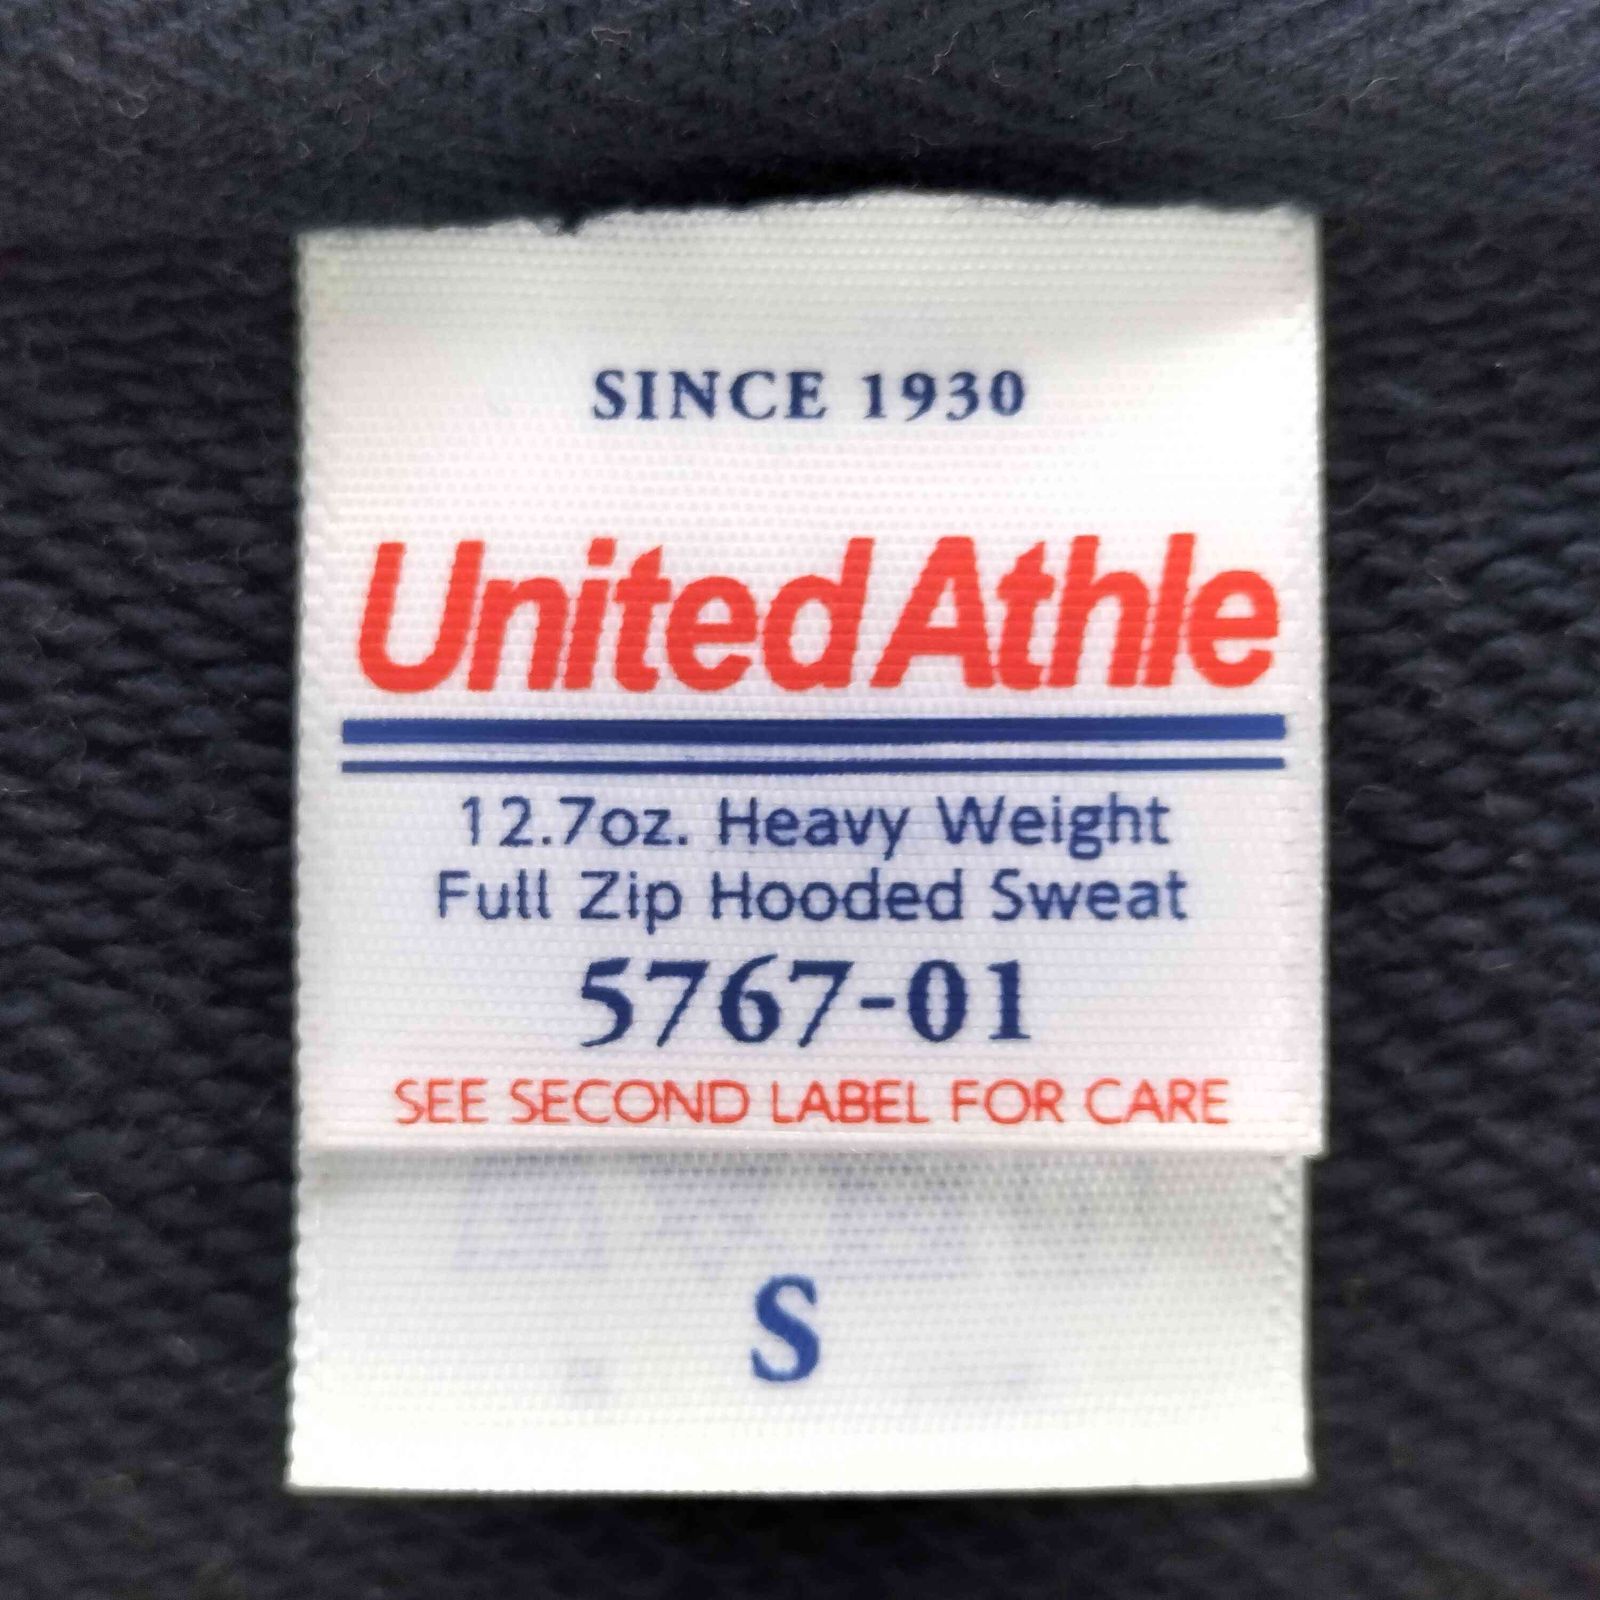 SINCE 1930
United Athle
12.7oz. Heavy Weight
Full Zip Hooded Sweat
5767-01
SEE SECOND LABEL FOR CARE
S